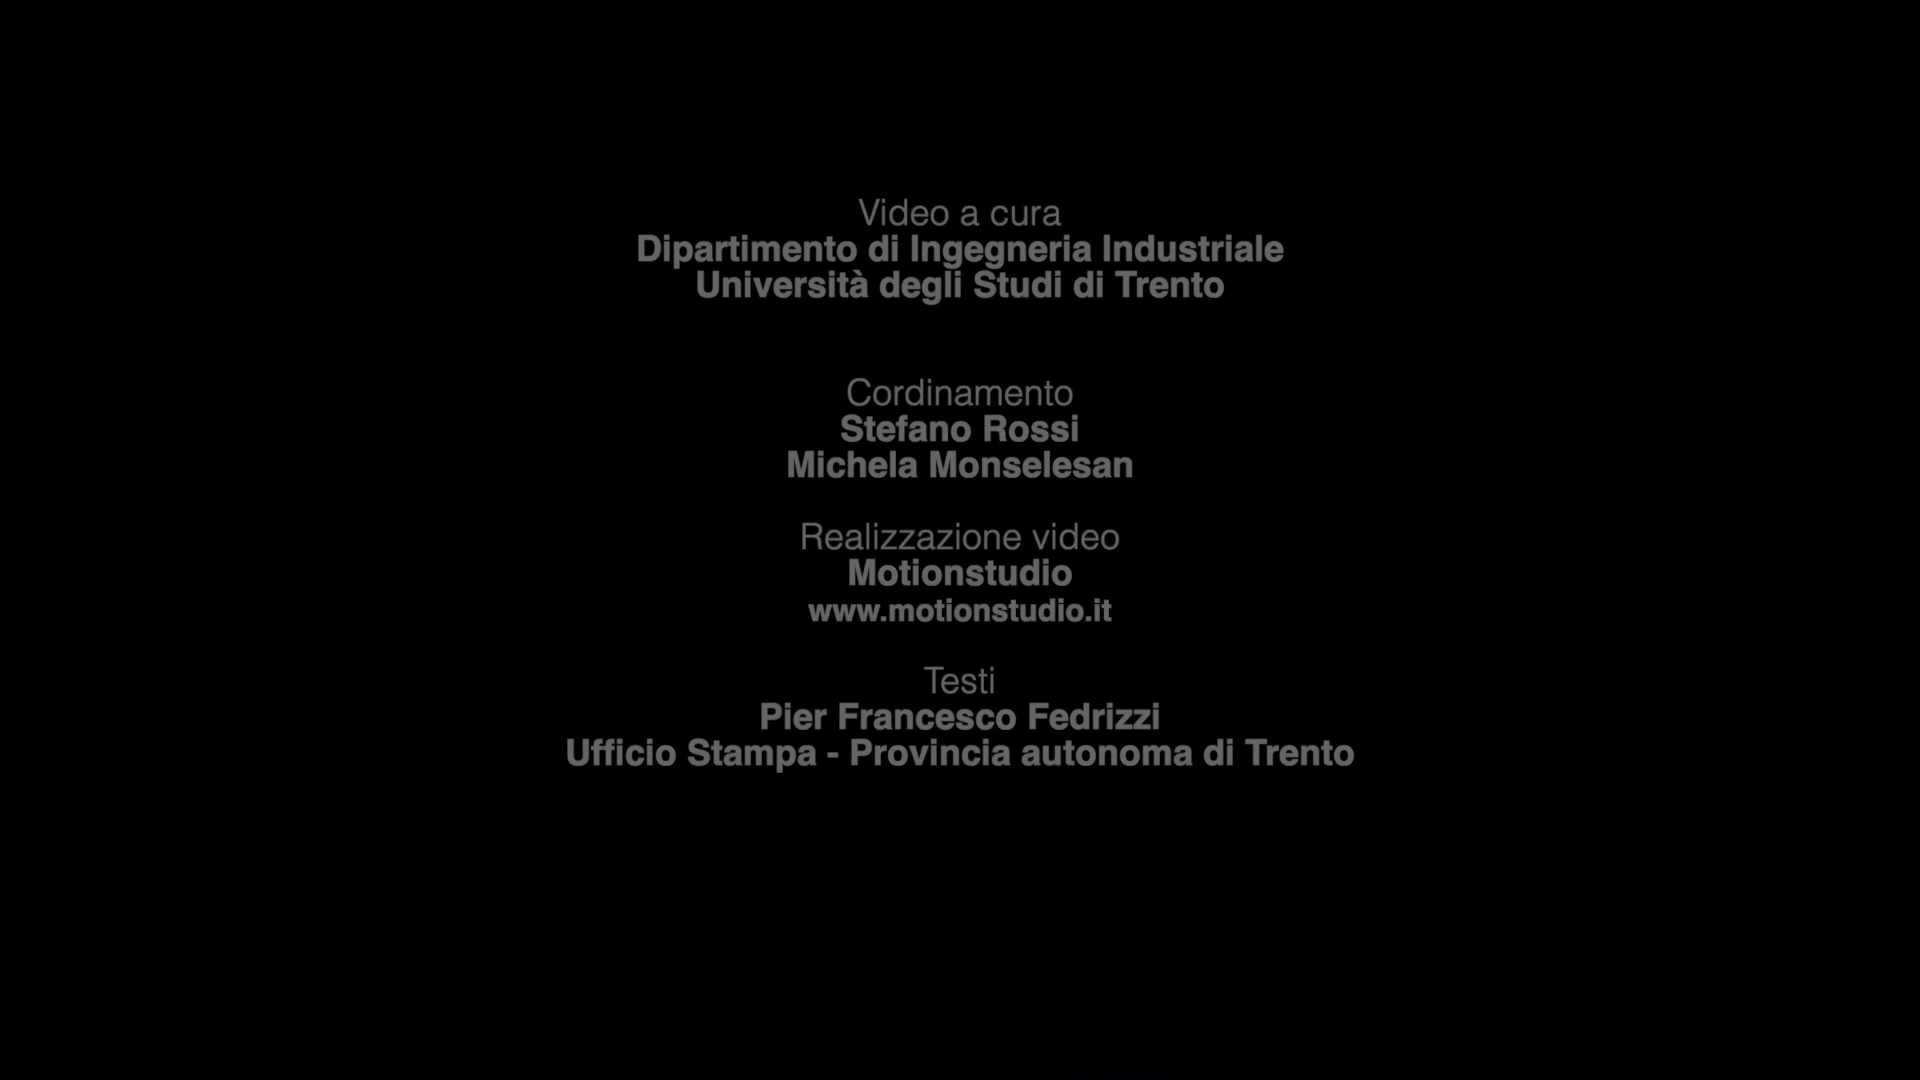 Video a cura
Dipartimento di Ingegneria Industriale
Università degli Studi di Trento
Cordinamento
Stefano Rossi
Michela Monselesan
Realizzazione video
Motionstudio
www.motionstudio.it
Testi
Pier Francesco Fedrizzi
Ufficio Stampa - Provincia autonoma di Trento